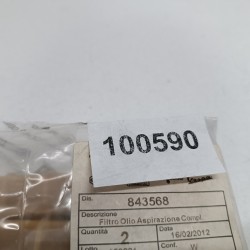 100590
Dis. 843568
Descrizione
Filtro Olio Aspirazione Compl.
Quantità Data
2 16/02/2012
Conf. W